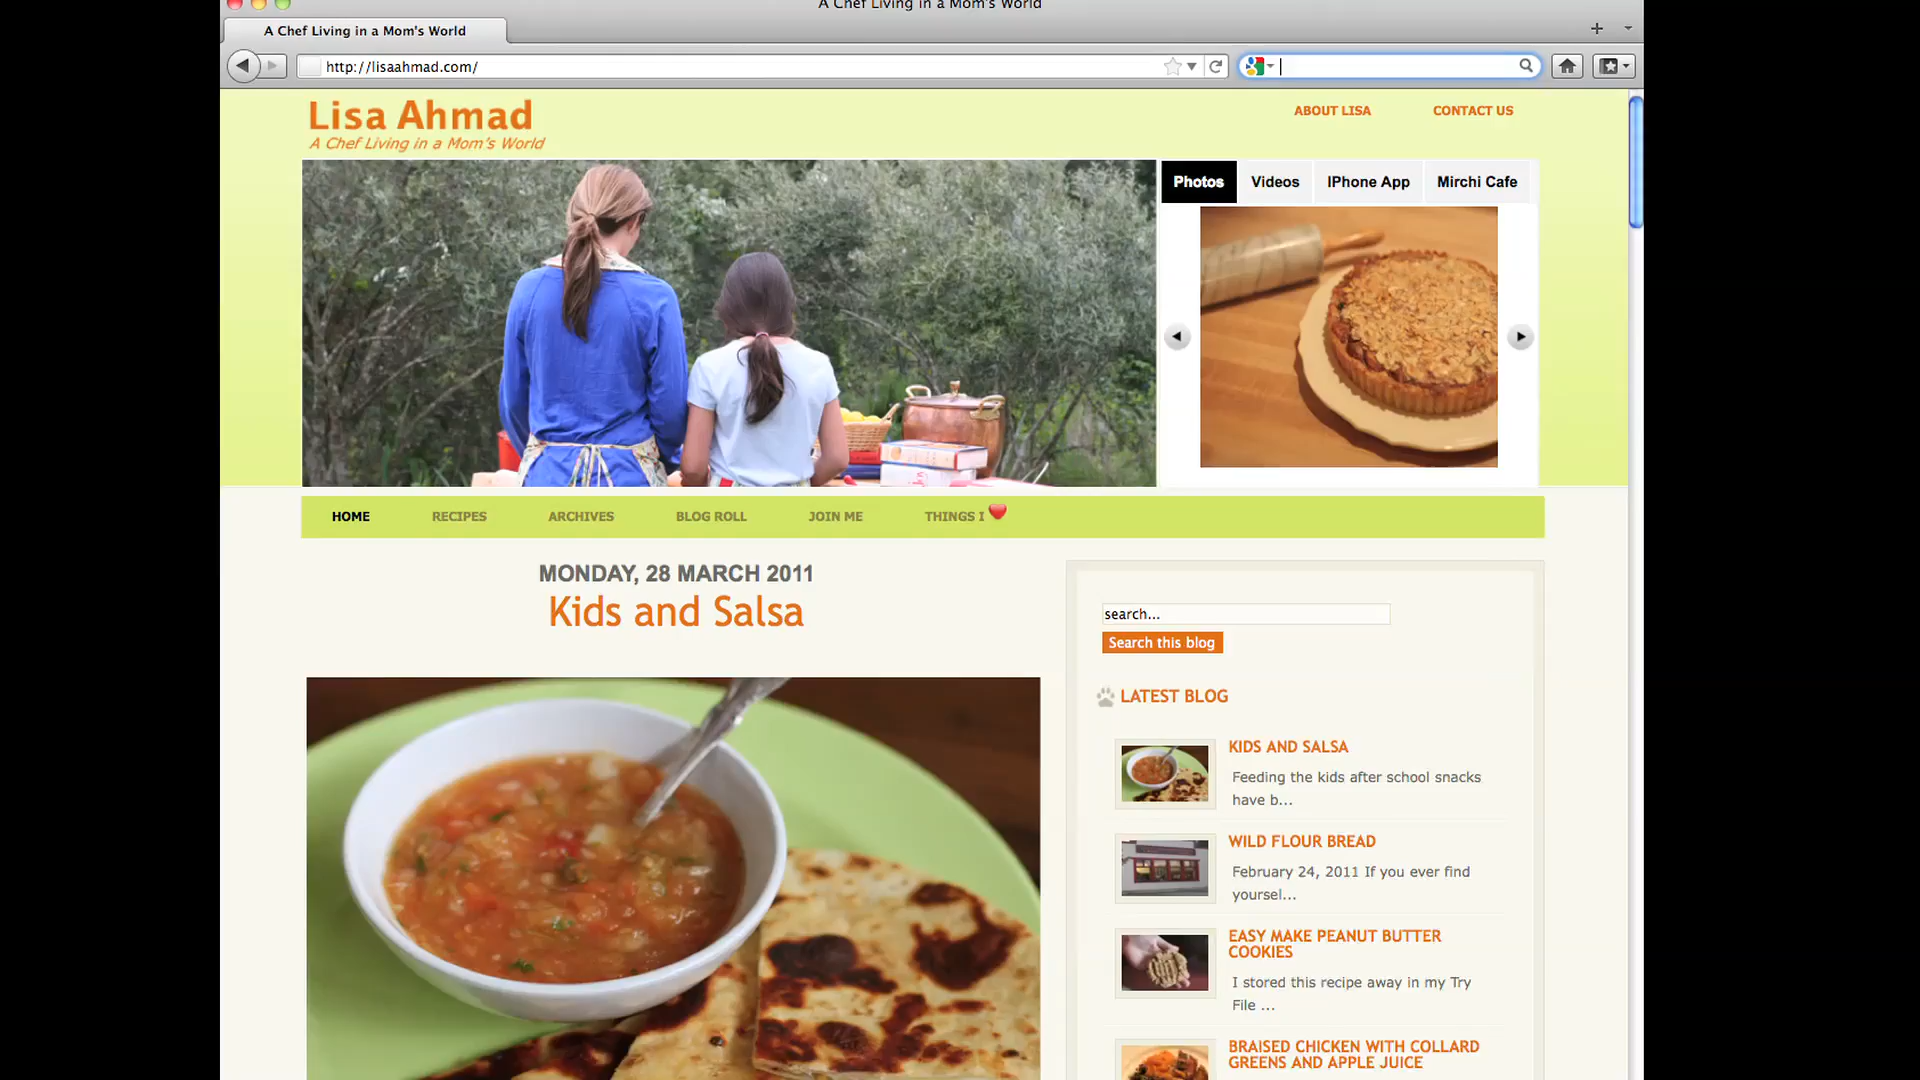 A Chef Living in a Mom's World
A Chef Living in a Mom's World
http://lisaahmad.com/
Lisa Ahmad
A Chef Living in a Mom's World
ABOUT LISA
CONTACT US
Photos
Videos
IPhone App
Mirchi Cafe
HOME
RECIPES
ARCHIVES
BLOG ROLL
JOIN ME
THINGS I
MONDAY, 28 MARCH 2011
Kids and Salsa
search...
Search this blog
LATEST BLOG
KIDS AND SALSA
Feeding the kids after school snacks
have b...
WILD FLOUR BREAD
February 24, 2011 If you ever find
yoursel...
EASY MAKE PEANUT BUTTER
COOKIES
I stored this recipe away in my Try
File ...
BRAISED CHICKEN WITH COLLARD
GREENS AND APPLE JUICE